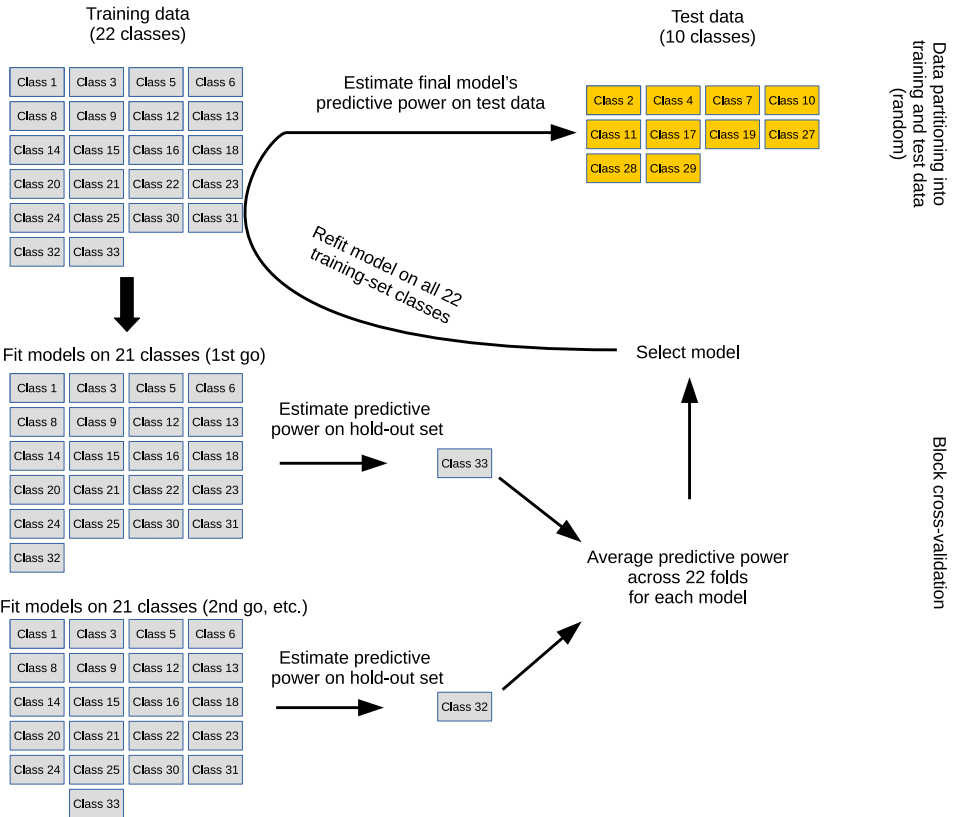 Training data
(22 classes)
Test data
(10 classes)
Class 1 Class 3 Class 5 Class 6
Class 8 Class 9 Class 12 Class 13
Class 14 Class 15 Class 16 Class 18
Class 20 Class 21 Class 22 Class 23
Class 24 Class 25 Class 30 Class 31
Class 32 Class 33
Estimate final model's
predictive power on test data
Class 2 Class 4 Class 7 Class 10
Class 11 Class 17 Class 19 Class 27
Class 28 Class 29
Data partitioning into
training and test data
(random)
Refit model on all 22
training-set classes
Select model
Fit models on 21 classes (1st go)
Class 1 Class 3 Class 5 Class 6
Class 8 Class 9 Class 12 Class 13
Class 14 Class 15 Class 16 Class 18
Class 20 Class 21 Class 22 Class 23
Class 24 Class 25 Class 30 Class 31
Class 32
Estimate predictive
power on hold-out set
Class 33
Average predictive power
across 22 folds
for each model
Block cross-validation
Fit models on 21 classes (2nd go, etc.)
Class 1 Class 3 Class 5 Class 6
Class 8 Class 9 Class 12 Class 13
Class 14 Class 15 Class 16 Class 18
Class 20 Class 21 Class 22 Class 23
Class 24 Class 25 Class 30 Class 31
Class 33
Estimate predictive
power on hold-out set
Class 32